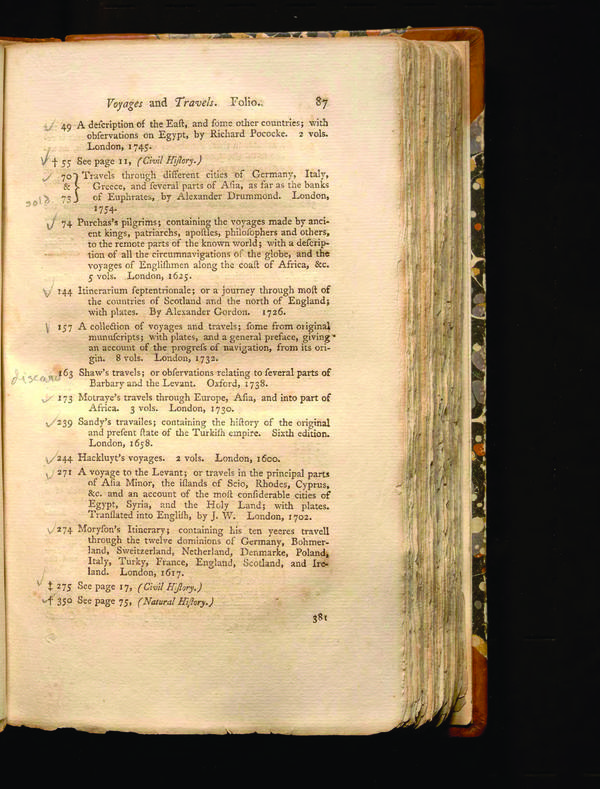 Voyages and Travels. Folio. 87
49 A deſcription of the Eaſt, and ſome other countries; with
obſervations on Egypt, by Richard Pococke. 2 vols.
London, 1745.
† 55 See page 11, (Civil Hiſtory.)
70 } Travels through different cities of Germany, Italy,
& } Greece, and ſeveral parts of Aſia, as far as the banks
sold 73 } of Euphrates, by Alexander Drummond. London,
1754.
74 Purchas's pilgrims; containing the voyages made by anci-
ent kings, patriarchs, apoſtles, philoſophers and others,
to the remote parts of the known world; with a deſcrip-
tion of all the circumnavigations of the globe, and the
voyages of Engliſhmen along the coaſt of Africa, &c.
5 vols. London, 1625.
144 Itinerarium ſeptentrionale; or a journey through moſt of
the countries of Scotland and the north of England;
with plates. By Alexander Gordon. 1726.
157 A collection of voyages and travels; ſome from original
munuſcripts; with plates, and a general preface, giving
an account of the progreſs of navigation, from its ori-
gin. 8 vols. London, 1732.
discard 163 Shaw's travels; or obſervations relating to ſeveral parts of
Barbary and the Levant. Oxford, 1738.
173 Motraye's travels through Europe, Aſia, and into part of
Africa. 3 vols. London, 1730.
239 Sandy's travailes; containing the hiſtory of the original
and preſent ſtate of the Turkiſh empire. Sixth edition.
London, 1658.
244 Hackluyt's voyages. 2 vols. London, 1600.
271 A voyage to the Levant; or travels in the principal parts
of Aſia Minor, the iſlands of Scio, Rhodes, Cyprus,
&c. and an account of the moſt conſiderable cities of
Egypt, Syria, and the Holy Land; with plates.
Tranſlated into Engliſh, by J. W. London, 1702.
274 Moryſon's Itinerary; containing his ten yeeres travell
through the twelve dominions of Germany, Bohmer-
land, Sweitzerland, Netherland, Denmarke, Poland,
Italy, Turky, France, England, Scotland, and Ire-
land. London, 1617.
‡ 275 See page 17, (Civil Hiſtory.)
† 350 See page 75, (Natural Hiſtory.)
381